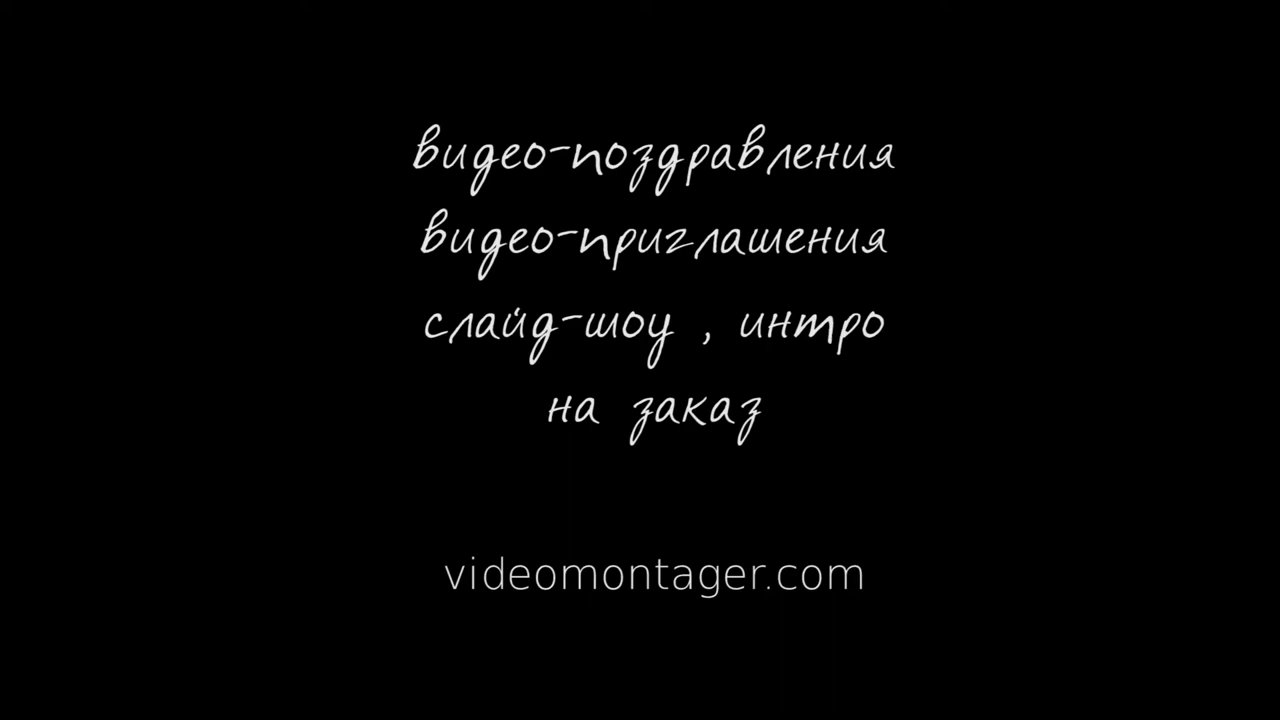 видео-поздравления
видео-приглашения
слайд-шоу , интро
на заказ
videomontager.com